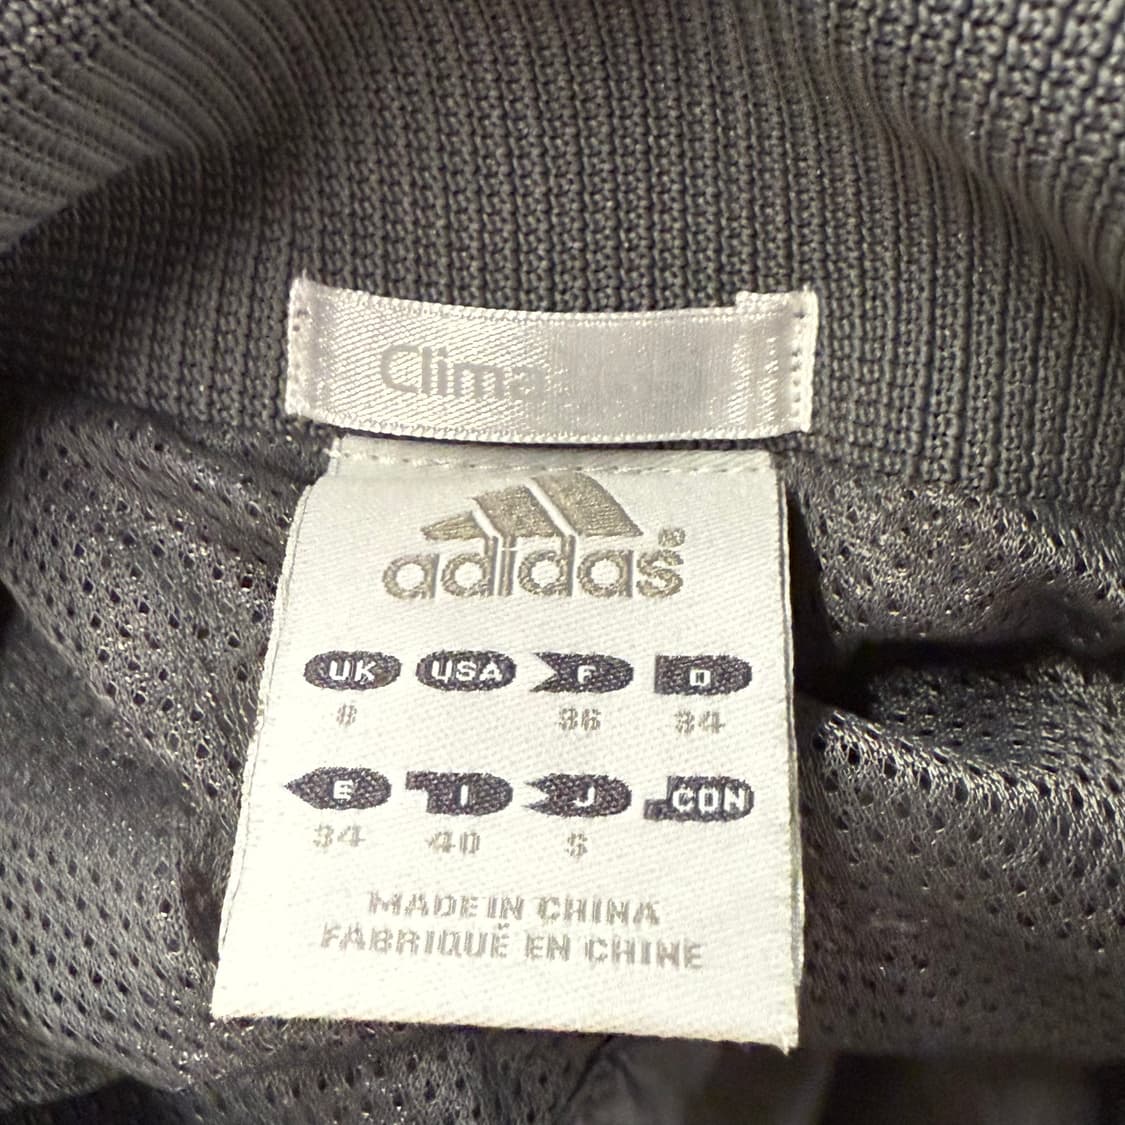 Clima
adidas®
UK USA F D
8 36 34
E I J CON
34 40 S
MADE IN CHINA
FABRIQUÉ EN CHINE